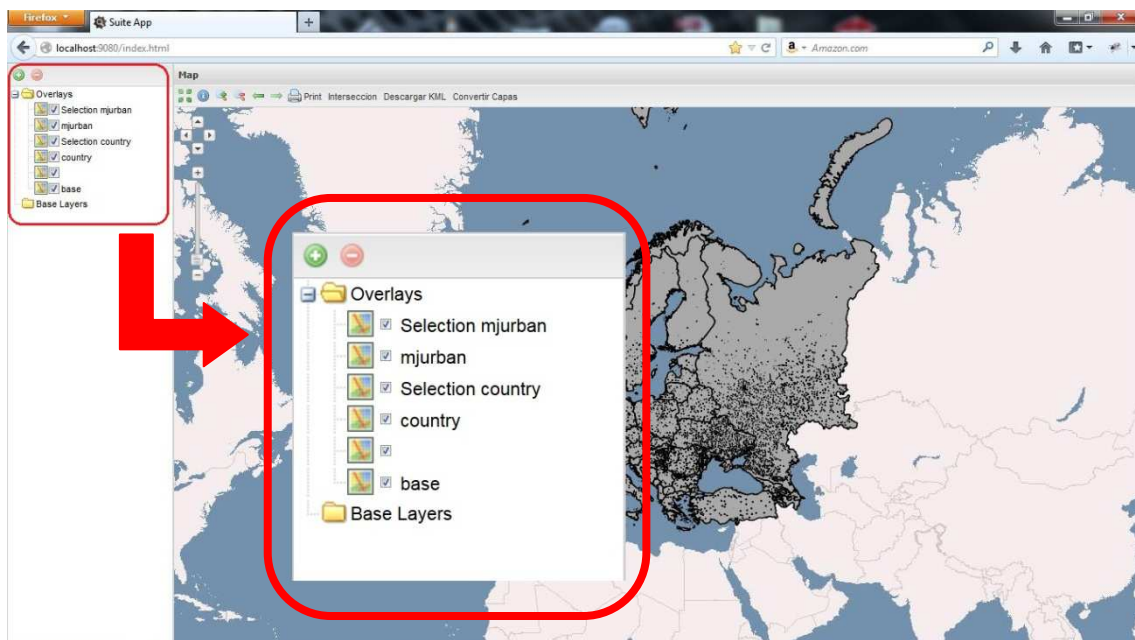 Firefox
Suite App
localhost:9080/index.html
a Amazon.com
Map
Print Interseccion Descargar KML Convertir Capas
Overlays
Selection mjurban
mjurban
Selection country
country
base
Base Layers
Overlays
Selection mjurban
mjurban
Selection country
country
base
Base Layers